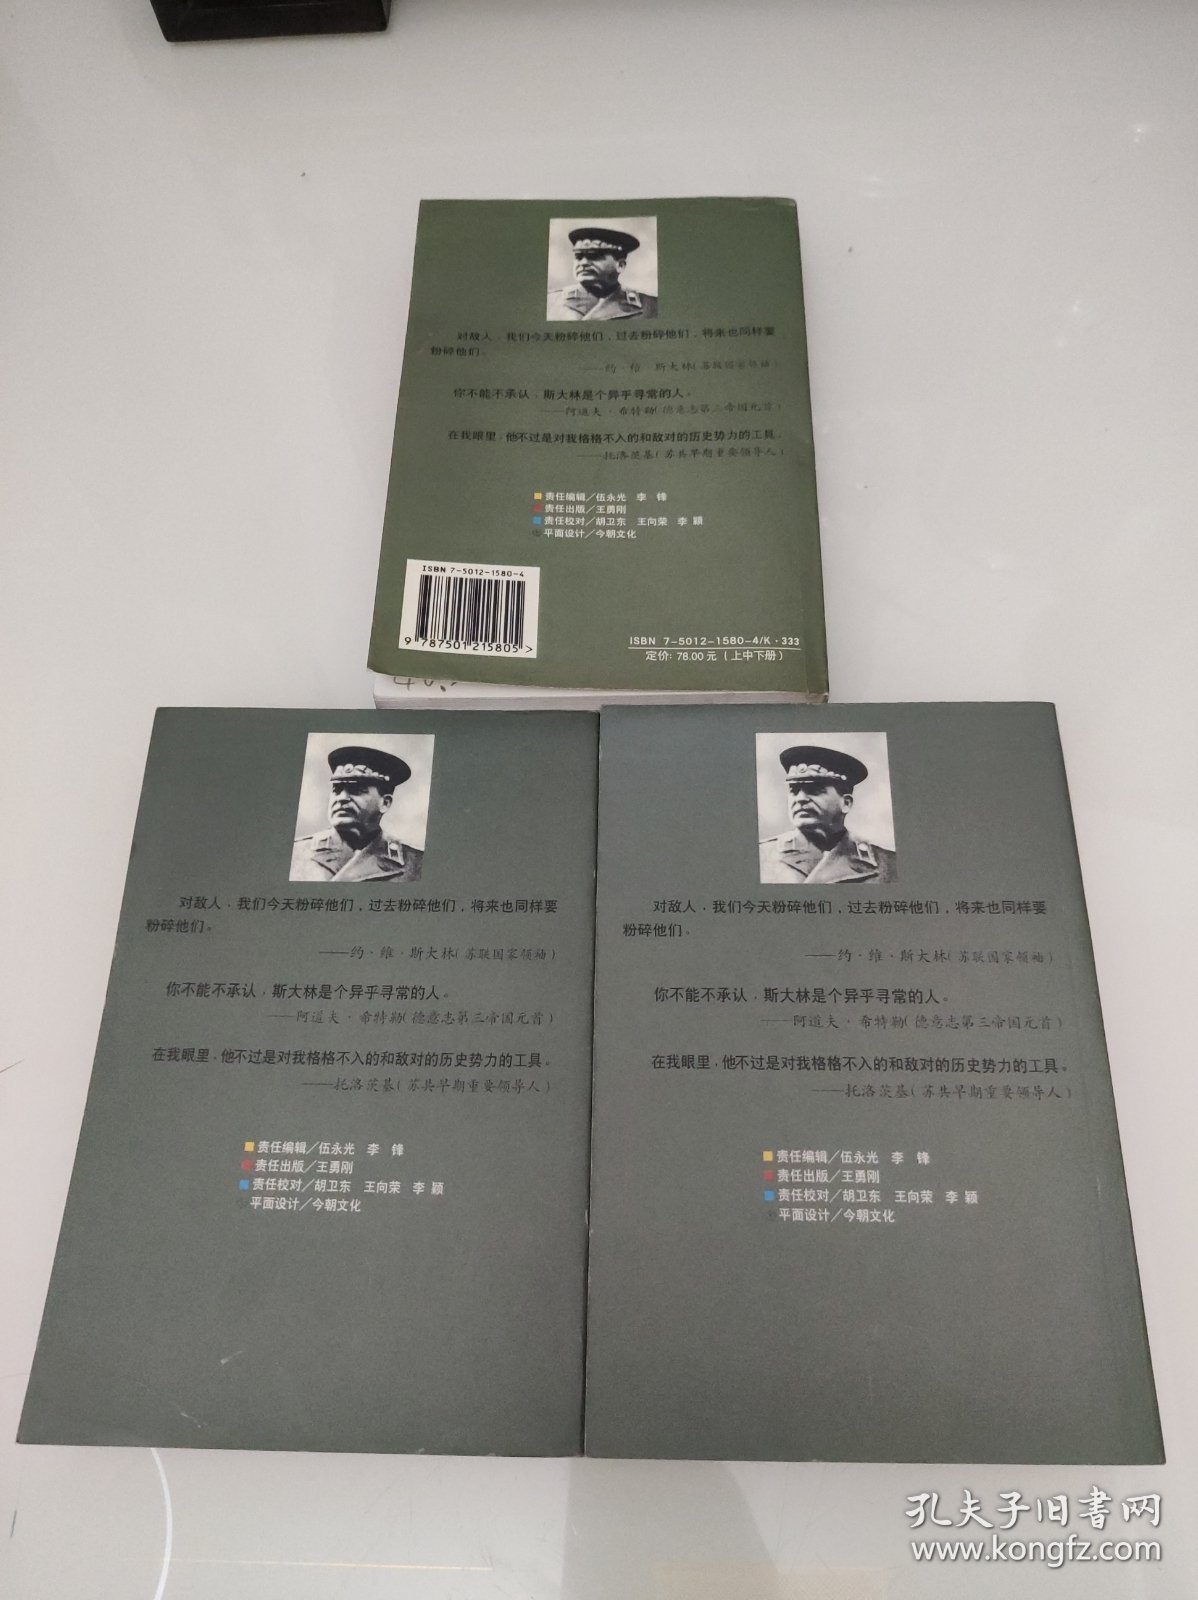 对敌人，我们今天粉碎他们，过去粉碎他们，将来也同样要
粉碎他们。
——约·维·斯大林（苏联国家领袖）
你不能不承认，斯大林是个异乎寻常的人。
——阿道夫·希特勒（德意志第三帝国元首）
在我眼里，他不过是对我格格不入的和敌对的历史势力的工具。
——托洛茨基（苏共早期重要领导人）
责任编辑/伍永光 李 锋
责任出版/王勇刚
责任校对/胡卫东 王向荣 李 颖
平面设计/今朝文化
ISBN 7-5012-1580-4
9 787501 215805 >
ISBN 7-5012-1580-4/K·333
定价：78.00元（上中下册）
对敌人，我们今天粉碎他们，过去粉碎他们，将来也同样要
粉碎他们。
——约·维·斯大林（苏联国家领袖）
你不能不承认，斯大林是个异乎寻常的人。
——阿道夫·希特勒（德意志第三帝国元首）
在我眼里，他不过是对我格格不入的和敌对的历史势力的工具。
——托洛茨基（苏共早期重要领导人）
责任编辑/伍永光 李 锋
责任出版/王勇刚
责任校对/胡卫东 王向荣 李 颖
平面设计/今朝文化
对敌人，我们今天粉碎他们，过去粉碎他们，将来也同样要
粉碎他们。
——约·维·斯大林（苏联国家领袖）
你不能不承认，斯大林是个异乎寻常的人。
——阿道夫·希特勒（德意志第三帝国元首）
在我眼里，他不过是对我格格不入的和敌对的历史势力的工具。
——托洛茨基（苏共早期重要领导人）
责任编辑/伍永光 李 锋
责任出版/王勇刚
责任校对/胡卫东 王向荣 李 颖
平面设计/今朝文化
孔夫子旧书网
www.kongfz.com